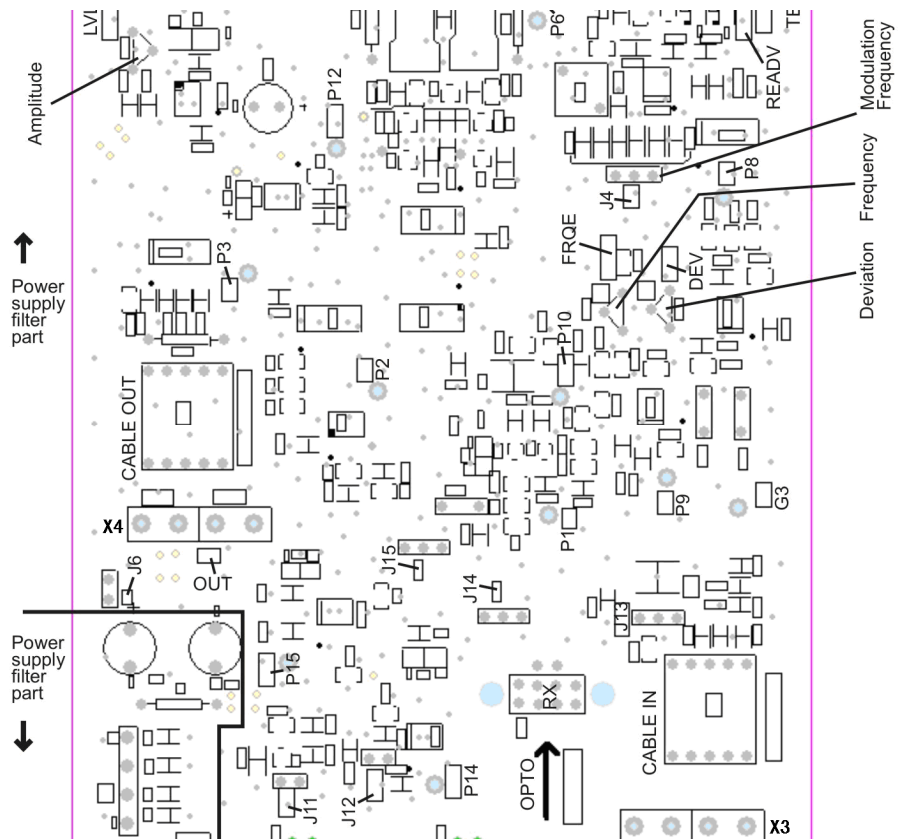 LVL
P6
TE
READV
Amplitude
P12
Modulation
Frequency
P8
J4
Frequency
FRQE
DEV
P3
Deviation
Power
supply
filter
part
P10
P2
CABLE OUT
P9
G3
X4
P1
J15
J6
OUT
J14
J13
Power
supply
filter
part
P15
RX
CABLE IN
OPTO
P14
J11
J12
X3